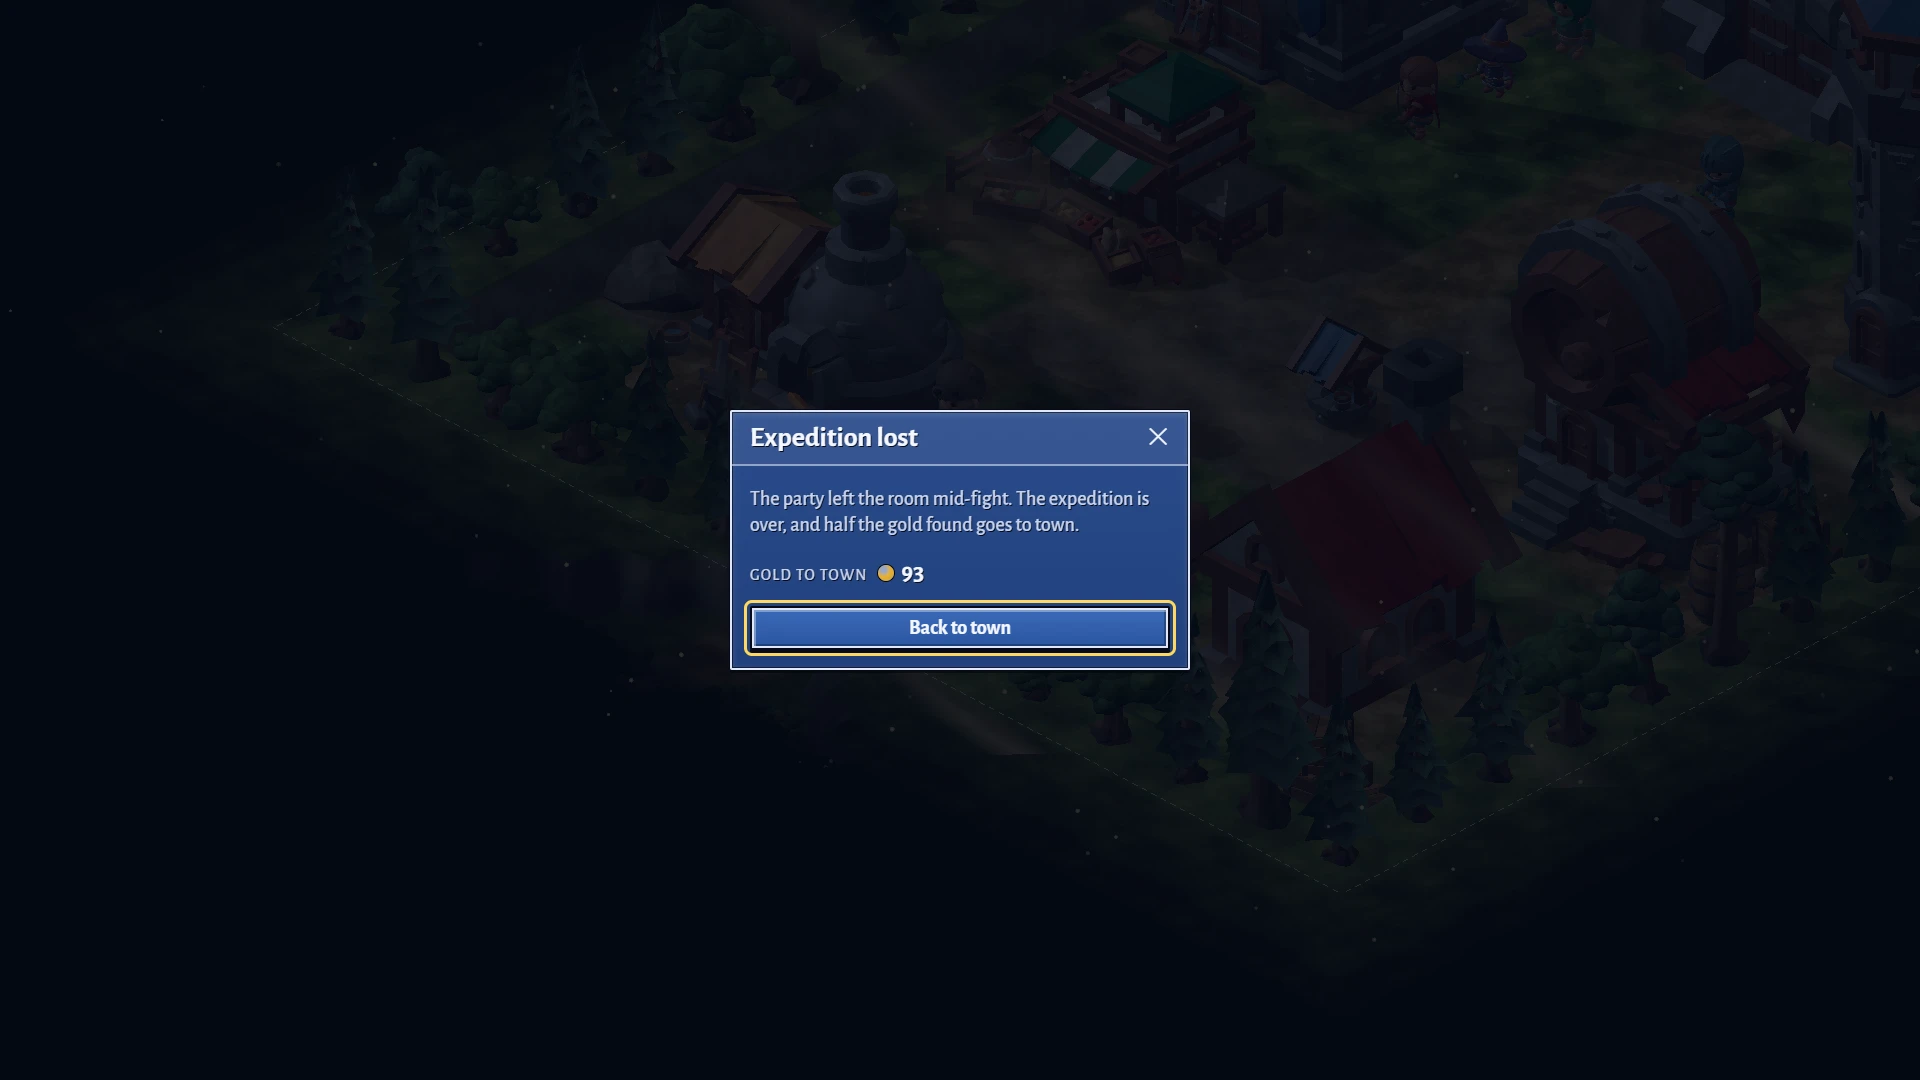 Expedition lost
The party left the room mid-fight. The expedition is
over, and half the gold found goes to town.
GOLD TO TOWN 93
Back to town